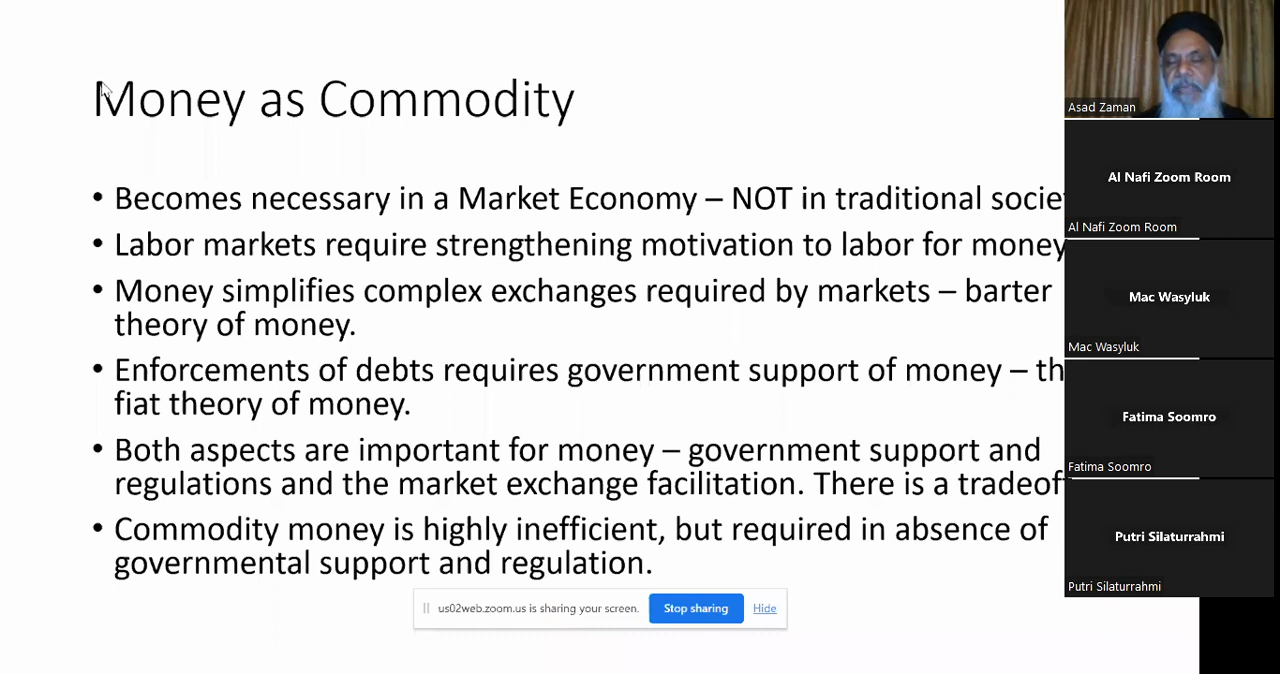 Money as Commodity
• Becomes necessary in a Market Economy – NOT in traditional
• Labor markets require strengthening motivation to labor for money
• Money simplifies complex exchanges required by markets – barter
theory of money.
• Enforcements of debts requires government support of money –
fiat theory of money.
• Both aspects are important for money – government support and
regulations and the market exchange facilitation. There is a
• Commodity money is highly inefficient, but required in absence of
governmental support and regulation.
us02web.zoom.us is sharing your screen. Stop sharing Hide
Asad Zaman
Al Nafi Zoom Room
Al Nafi Zoom Room
Mac Wasyluk
Mac Wasyluk
Fatima Soomro
Fatima Soomro
Putri Silaturrahmi
Putri Silaturrahmi